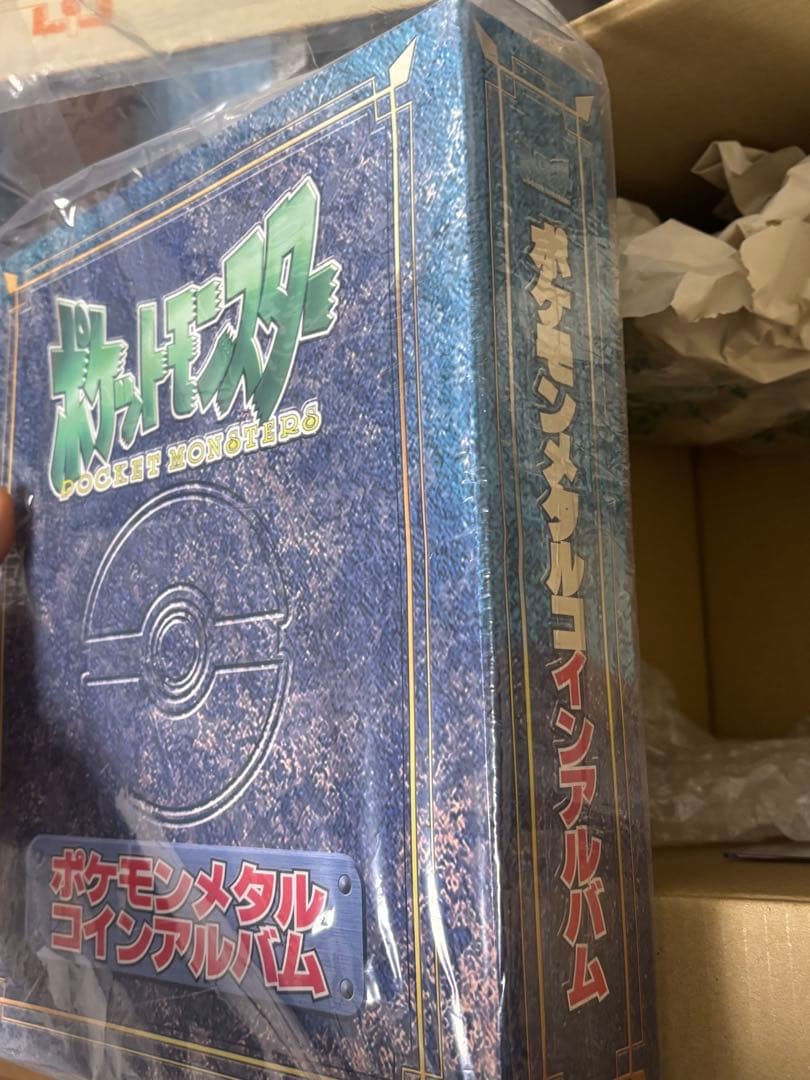 ポケットモンスター
POCKET MONSTERS
ポケモンメタル
コインアルバム
ポケモンメタルコインアルバム